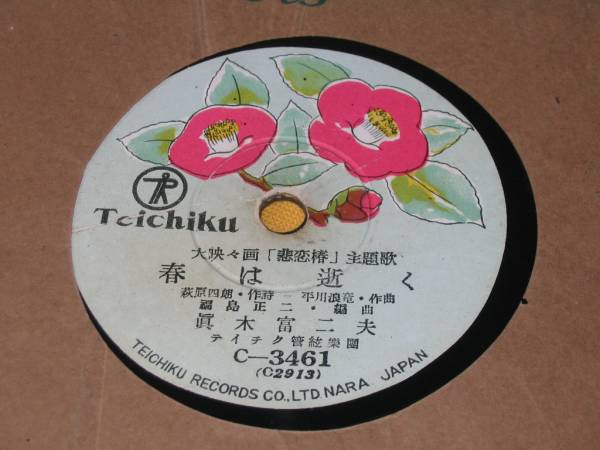 Teichiku
大映々画「悲恋椿」主題歌
春は逝く
萩原四朗・作詩 平川浪竜・作曲
福島正二・編曲
眞木富二夫
テイチク管絃樂團
C-3461
(C2913)
TEICHIKU RECORDS CO., LTD NARA JAPAN